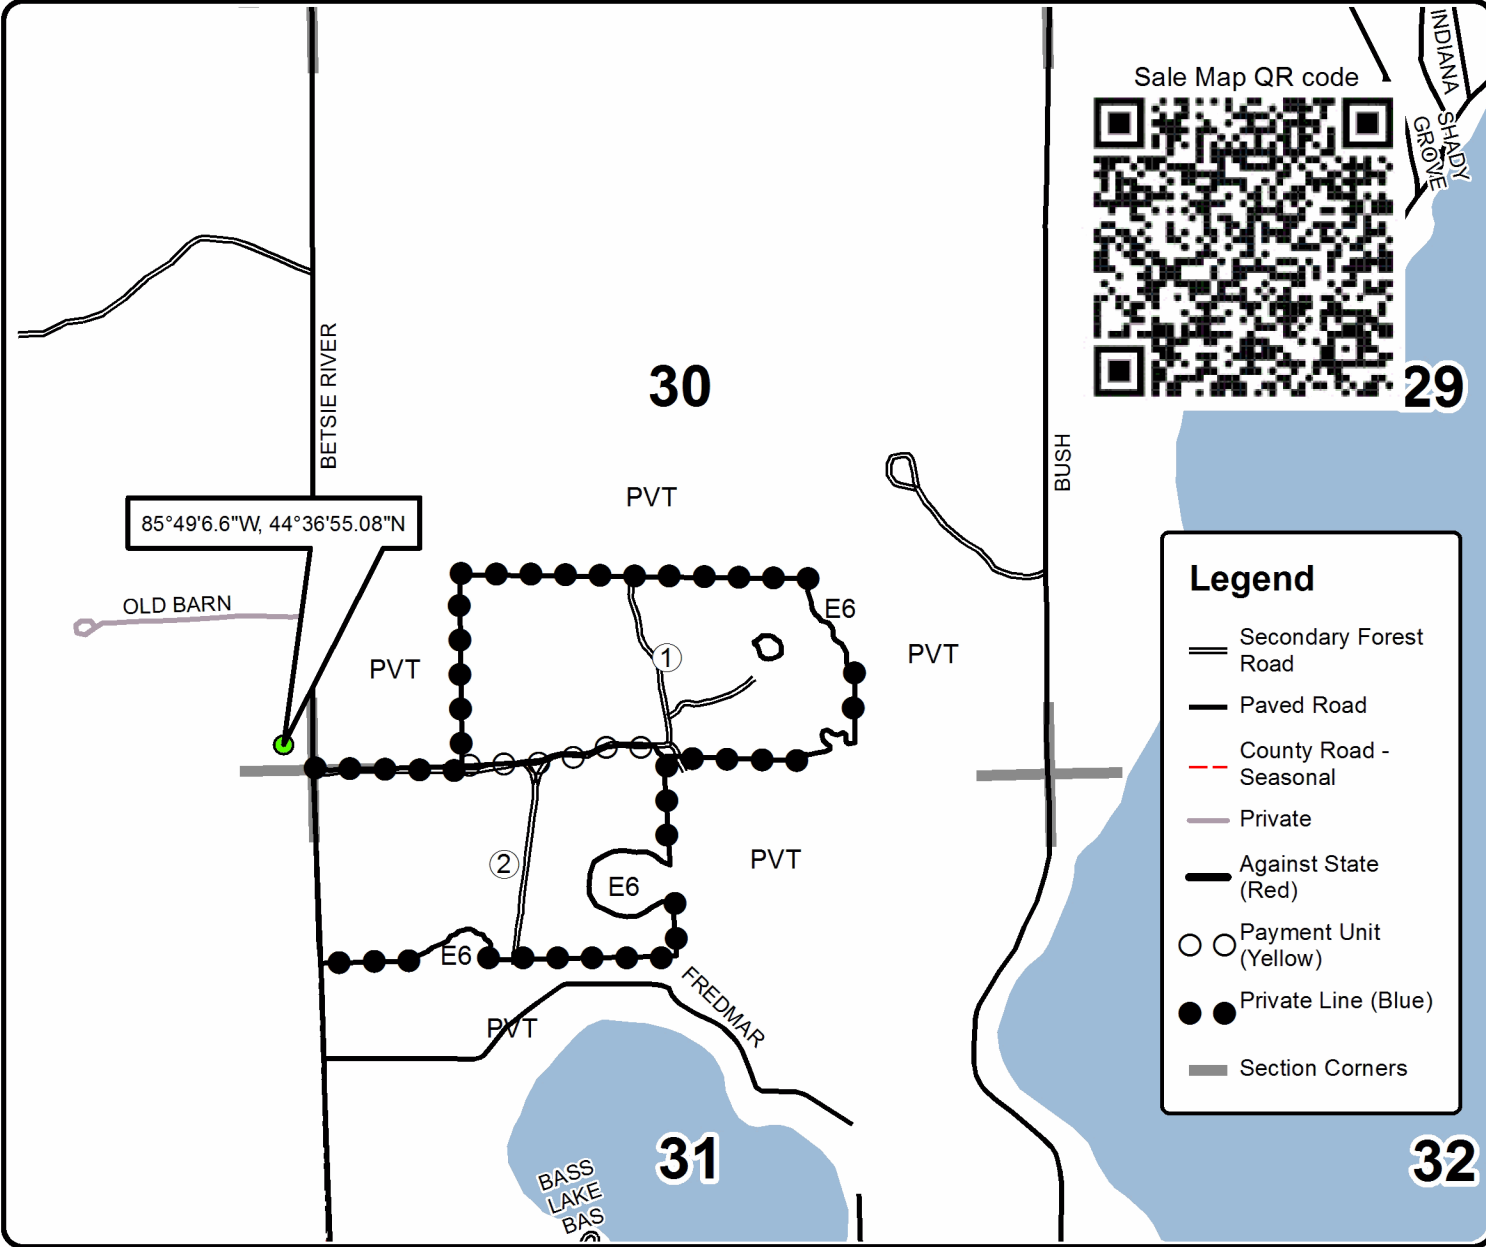 Sale Map QR code
INDIANA
SHADY
GROVE
BETSIE RIVER
30
29
BUSH
PVT
85°49'6.6"W, 44°36'55.08"N
OLD BARN
E6
PVT
PVT
1
PVT
2
E6
E6
FREDMAR
PVT
31
32
BASS
LAKE
BAS
Legend
Secondary Forest
Road
Paved Road
County Road -
Seasonal
Private
Against State
(Red)
Payment Unit
(Yellow)
Private Line (Blue)
Section Corners